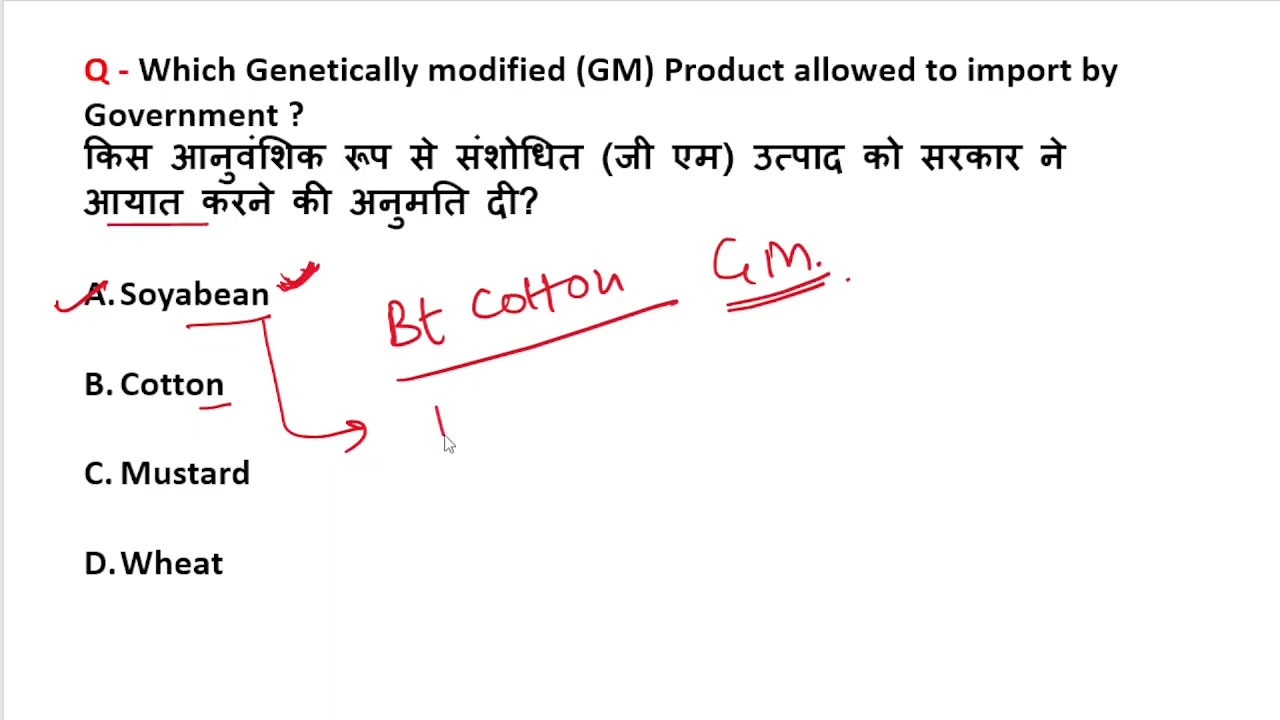 Q - Which Genetically modified (GM) Product allowed to import by
Government ?
किस आनुवंशिक रूप से संशोधित (जी एम) उत्पाद को सरकार ने
आयात करने की अनुमति दी?
A. Soyabean
Bt Cotton GM.
B. Cotton
C. Mustard
D. Wheat